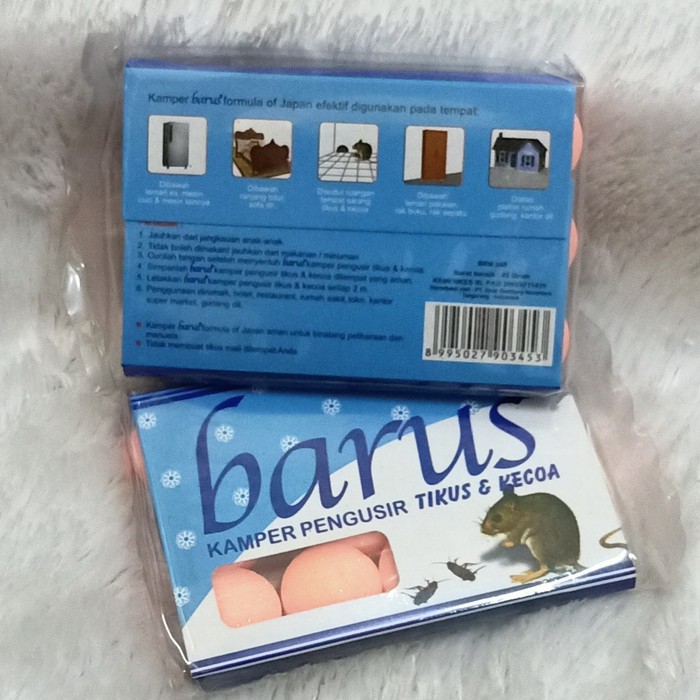 Kamper barus formula of Japan efektif digunakan pada tempat:
Dibawah
lemari es, mesin
cuci & mesin lainnya
Dibawah
ranjang tidur,
sofa dll.
Disudut ruangan
tempat sarang
tikus & kecoa
Dibawah
lemari pakaian,
rak buku, rak sepatu
Diatas
plafon rumah,
gudang, kantor dll
1. Jauhkan dari jangkauan anak-anak
2. Tidak boleh dimakan/ jauhkan dari makanan / minuman
3. Cucilah tangan setelah menyentuh barus kamper pengusir tikus & kecoa
4. Simpanlah barus kamper pengusir tikus & kecoa ditempat yang aman.
5. Letakkan barus kamper pengusir tikus & kecoa setiap 2 m.
6. Penggunaan dirumah, hotel, restaurant, rumah sakit, toko, kantor
super market, gudang dll.
Kamper barus formula of Japan aman untuk binatang peliharaan dan
manusia.
Tidak membuat tikus mati ditempat Anda
8 995027 903453
barus
KAMPER PENGUSIR TIKUS & KECOA